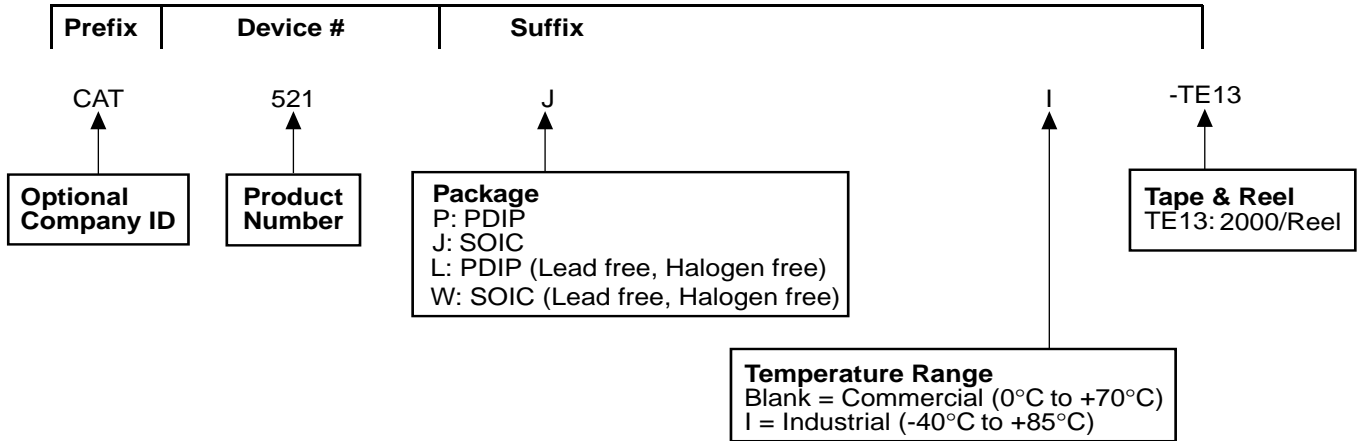 Prefix Device # Suffix
CAT 521 J I -TE13
Optional
Company ID
Product
Number
Package
P: PDIP
J: SOIC
L: PDIP (Lead free, Halogen free)
W: SOIC (Lead free, Halogen free)
Tape & Reel
TE13: 2000/Reel
Temperature Range
Blank = Commercial (0°C to +70°C)
I = Industrial (-40°C to +85°C)